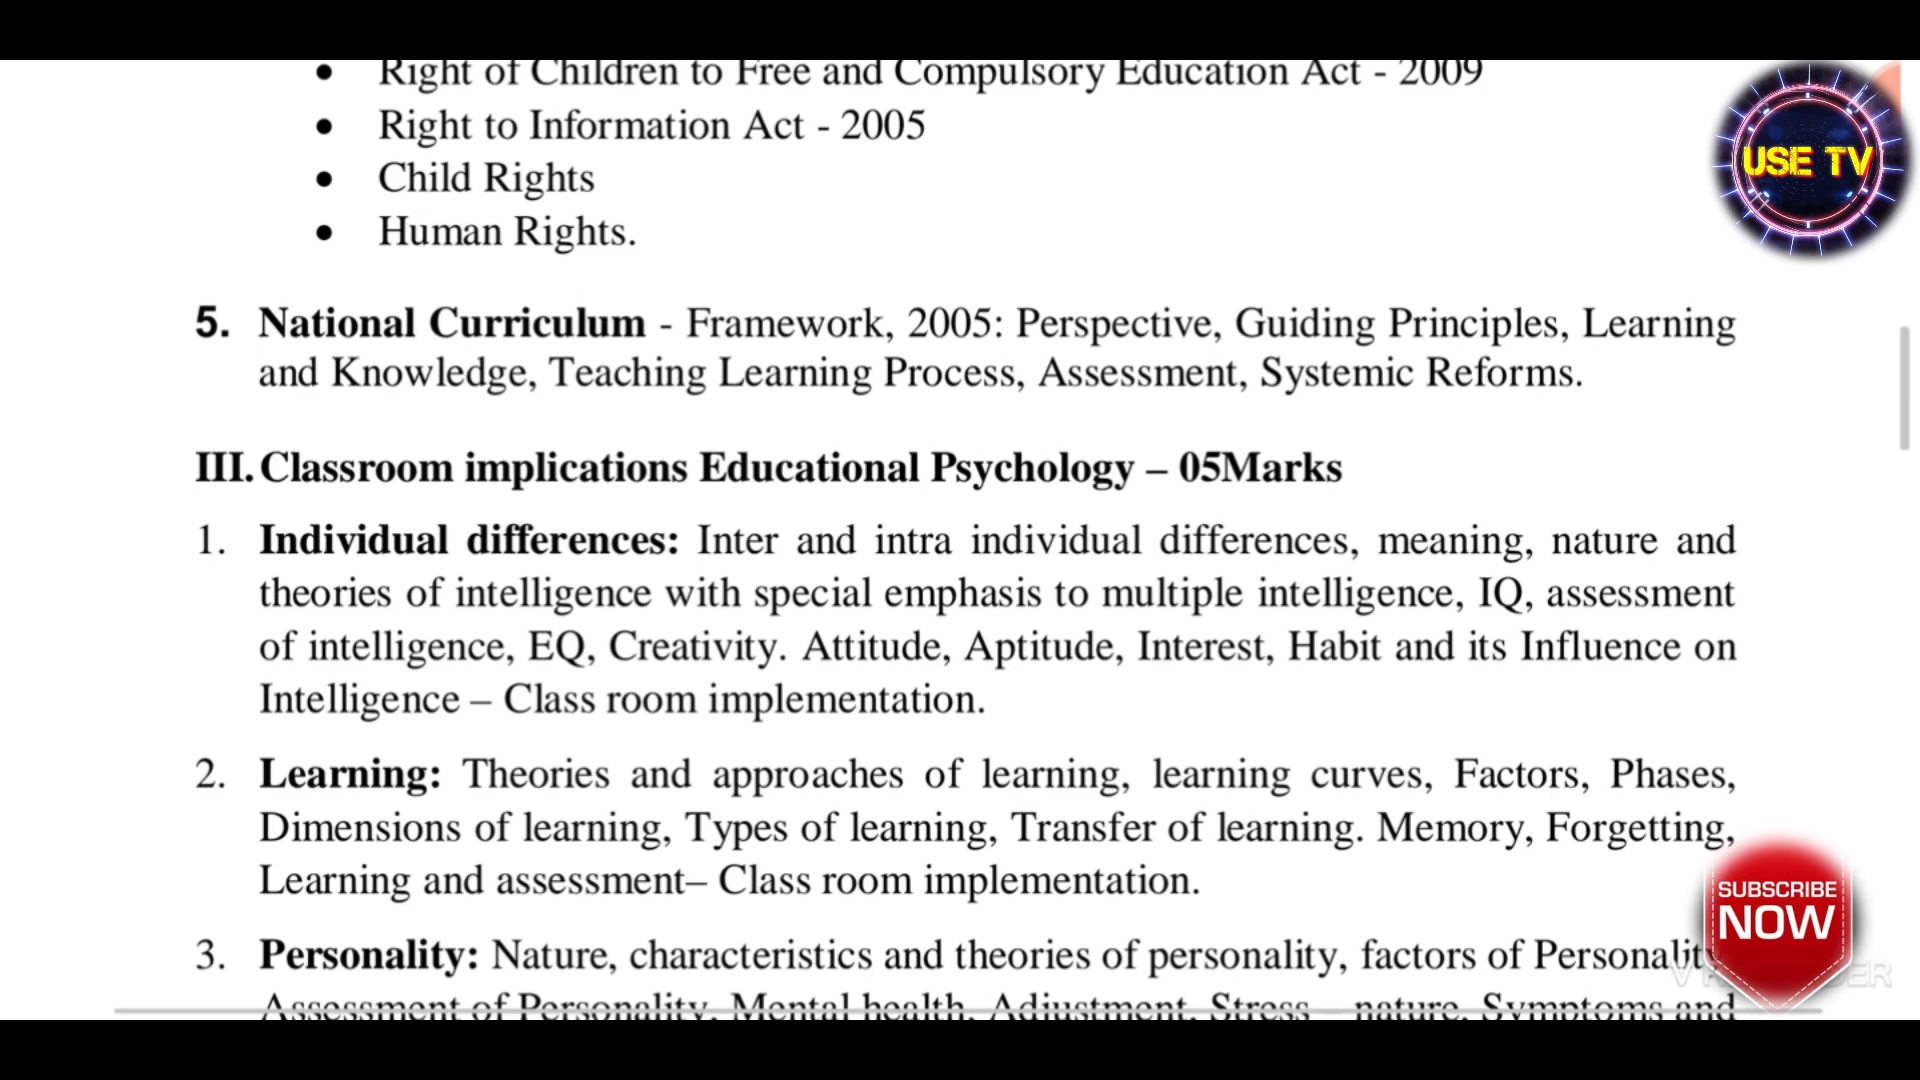 • Right of Children to Free and Compulsory Education Act - 2009
• Right to Information Act - 2005
USE TV
• Child Rights
• Human Rights.
5. National Curriculum - Framework, 2005: Perspective, Guiding Principles, Learning
and Knowledge, Teaching Learning Process, Assessment, Systemic Reforms.
III. Classroom implications Educational Psychology – 05Marks
1. Individual differences: Inter and intra individual differences, meaning, nature and
theories of intelligence with special emphasis to multiple intelligence, IQ, assessment
of intelligence, EQ, Creativity. Attitude, Aptitude, Interest, Habit and its Influence on
Intelligence – Class room implementation.
2. Learning: Theories and approaches of learning, learning curves, Factors, Phases,
Dimensions of learning, Types of learning, Transfer of learning. Memory, Forgetting,
Learning and assessment– Class room implementation.
SUBSCRIBE
NOW
3. Personality: Nature, characteristics and theories of personality, factors of Personality
Assessment of Personality, Mental health, Adjustment, Stress – nature, Symptoms and